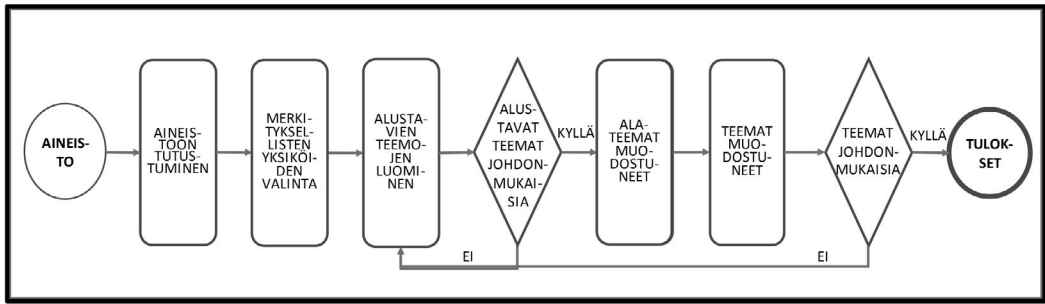 AINEIS-
TO
AINEIS-
TOON
TUTUS-
TUMINEN
MERKI-
TYKSEL-
LISTEN
YKSIKÖI-
DEN
VALINTA
ALUSTA-
VIEN
TEEMO-
JEN
LUOMI-
NEN
ALUS-
TAVAT
TEEMAT
JOHDON-
MUKAI-
SIA
KYLLÄ
EI
ALA-
TEEMAT
MUO-
DOSTU-
NEET
TEEMAT
MUO-
DOSTU-
NEET
TEEMAT
JOHDON-
MUKAISIA
KYLLÄ
EI
TULOK-
SET